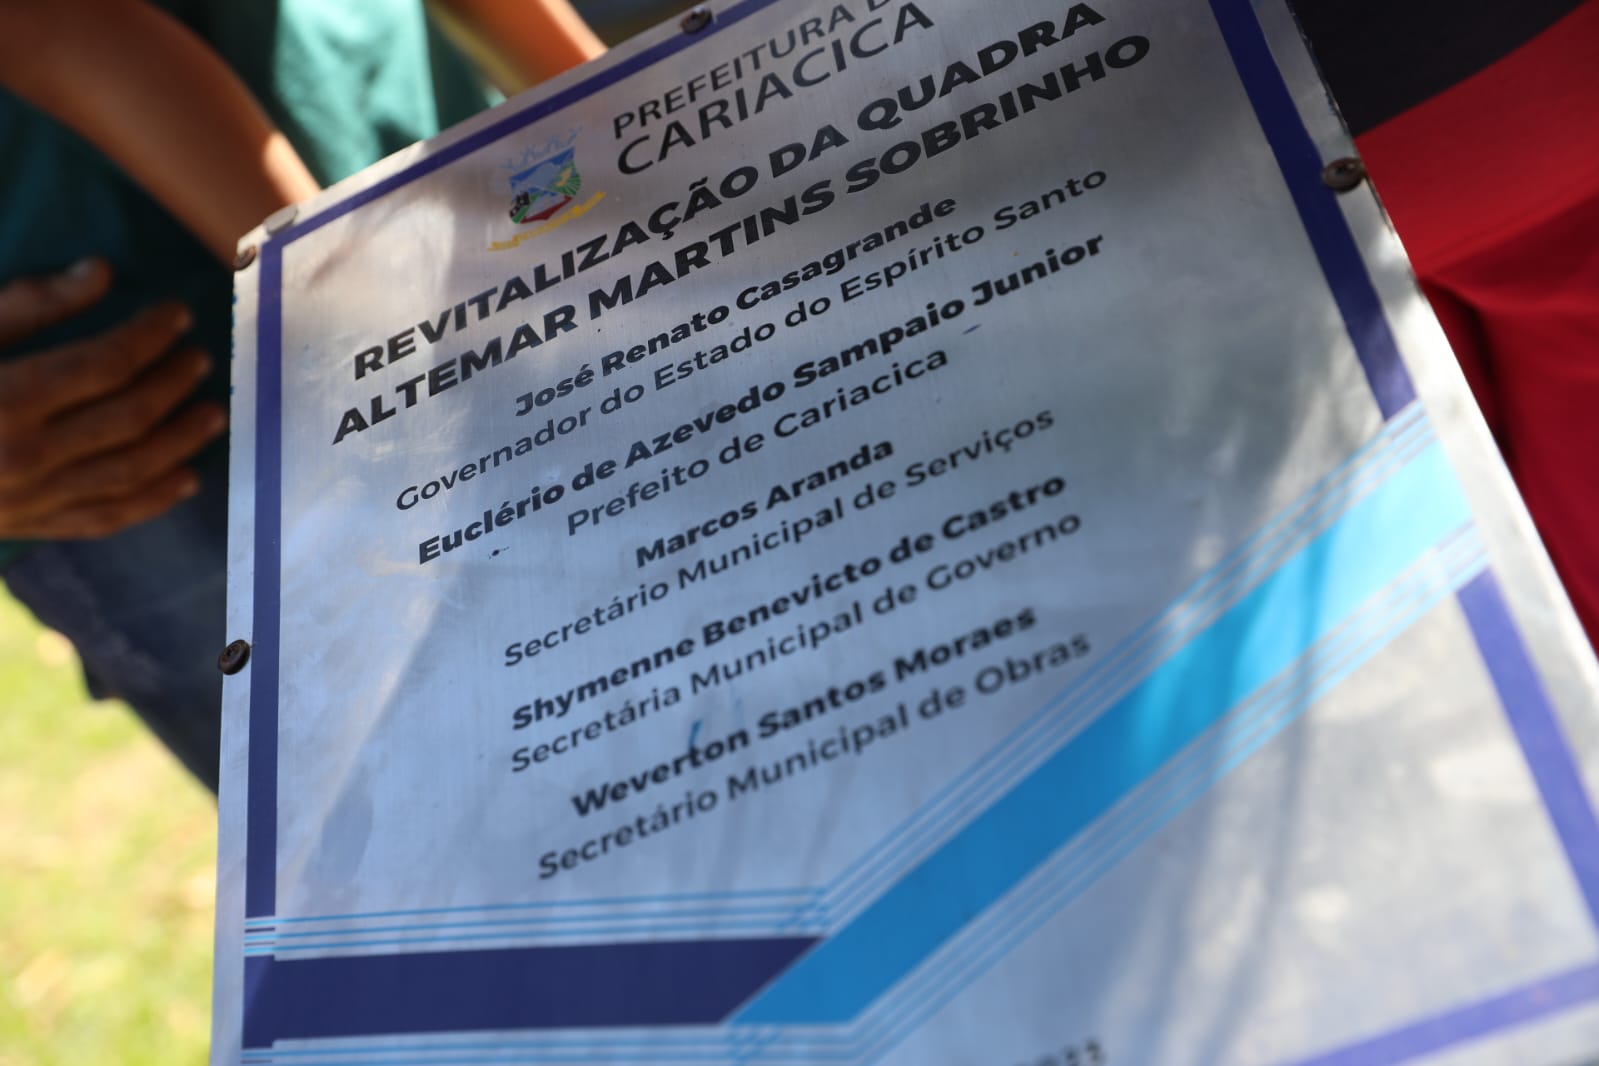 PREFEITURA DE
CARIACICA
REVITALIZAÇÃO DA QUADRA
ALTEMAR MARTINS SOBRINHO
José Renato Casagrande
Governador do Estado do Espírito Santo
Euclério de Azevedo Sampaio Junior
Prefeito de Cariacica
Marcos Aranda
Secretário Municipal de Serviços
Shymenne Benevicto de Castro
Secretária Municipal de Governo
Weverton Santos Moraes
Secretário Municipal de Obras